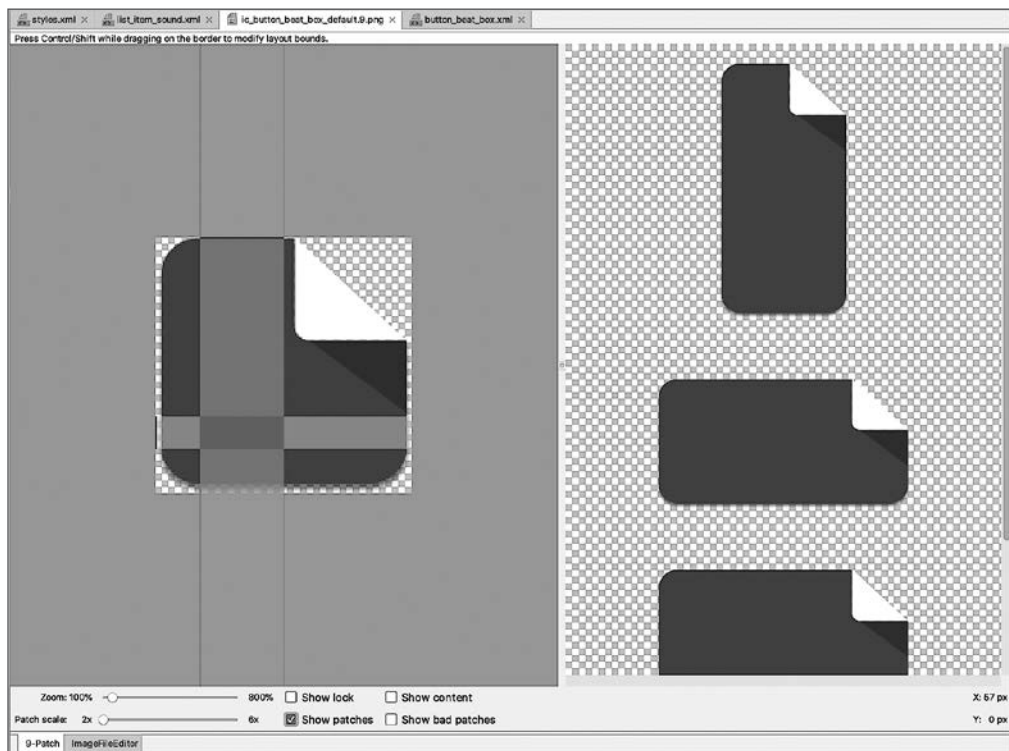 styles.xml list_item_sound.xml ic_button_beat_box_default.9.png button_beat_box.xml
Press Control/Shift while dragging on the border to modify layout bounds.
Zoom: 100% 800% Show lock Show content X: 57 px
Patch scale: 2x 6x Show patches Show bad patches Y: 0 px
9-Patch ImageFileEditor